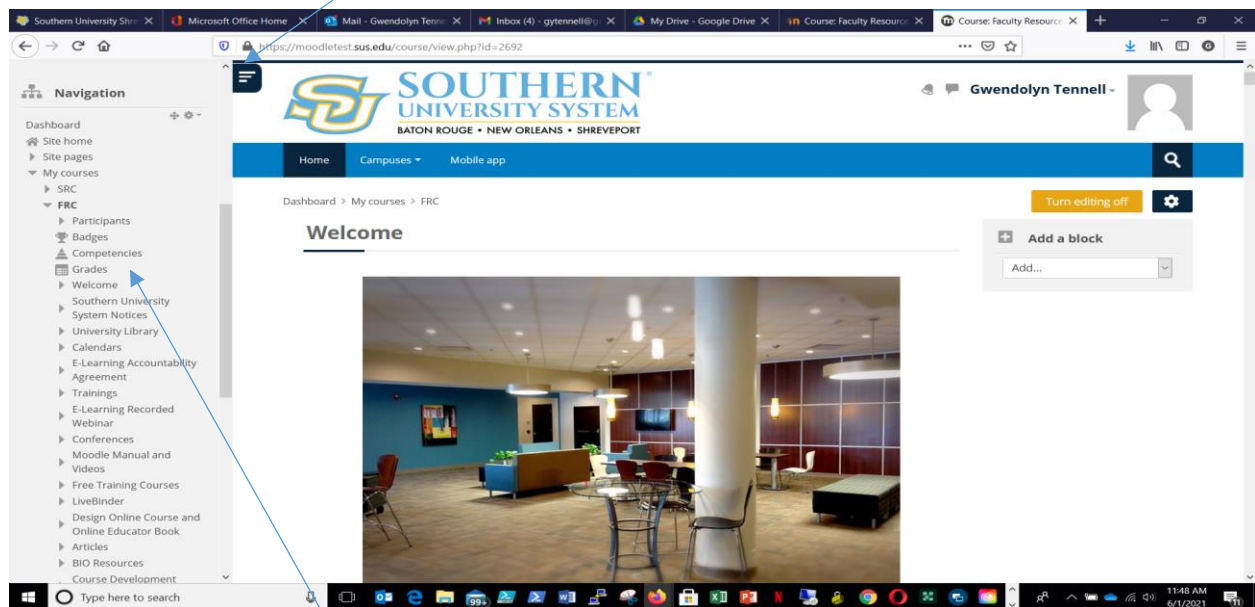 Southern University Shre
Microsoft Office Home
Mail - Gwendolyn Tenne
Inbox (4) - gytennell@g
My Drive - Google Drive
Course: Faculty Resource
Course: Faculty Resource
https://moodletest.sus.edu/course/view.php?id=2692
Navigation
Dashboard
Site home
Site pages
My courses
SRC
FRC
Participants
Badges
Competencies
Grades
Welcome
Southern University
System Notices
University Library
Calendars
E-Learning Accountability
Agreement
Trainings
E-Learning Recorded
Webinar
Conferences
Moodle Manual and
Videos
Free Training Courses
LiveBinder
Design Online Course and
Online Educator Book
Articles
BIO Resources
Course Development
SU
SOUTHERN
UNIVERSITY SYSTEM
BATON ROUGE • NEW ORLEANS • SHREVEPORT
Gwendolyn Tennell
Home Campuses Mobile app
Dashboard > My courses > FRC
Turn editing off
Welcome
Add a block
Add...
Type here to search
99+
11:48 AM
6/1/2021